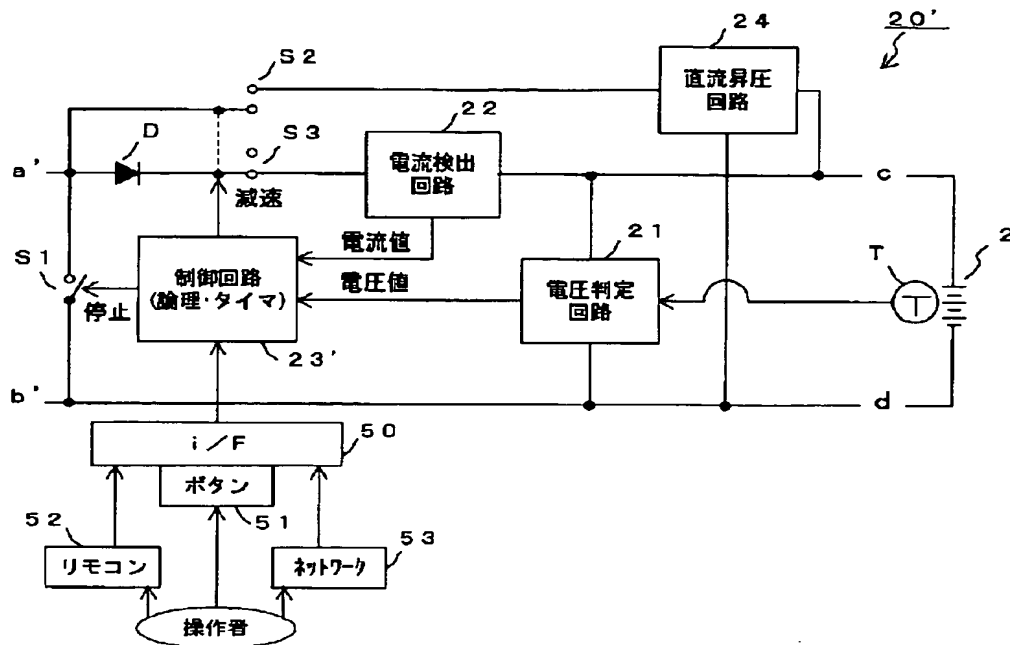 20'
24
S2
直流昇圧
回路
22
D
S3
電流検出
回路
a'
c
減速
電流値
21
2
S1
制御回路
(論理・タイマ)
電圧値
電圧判定
回路
T
T
停止
23'
b'
d
i/F
50
ボタン
51
52
リモコン
53
ネットワーク
操作者